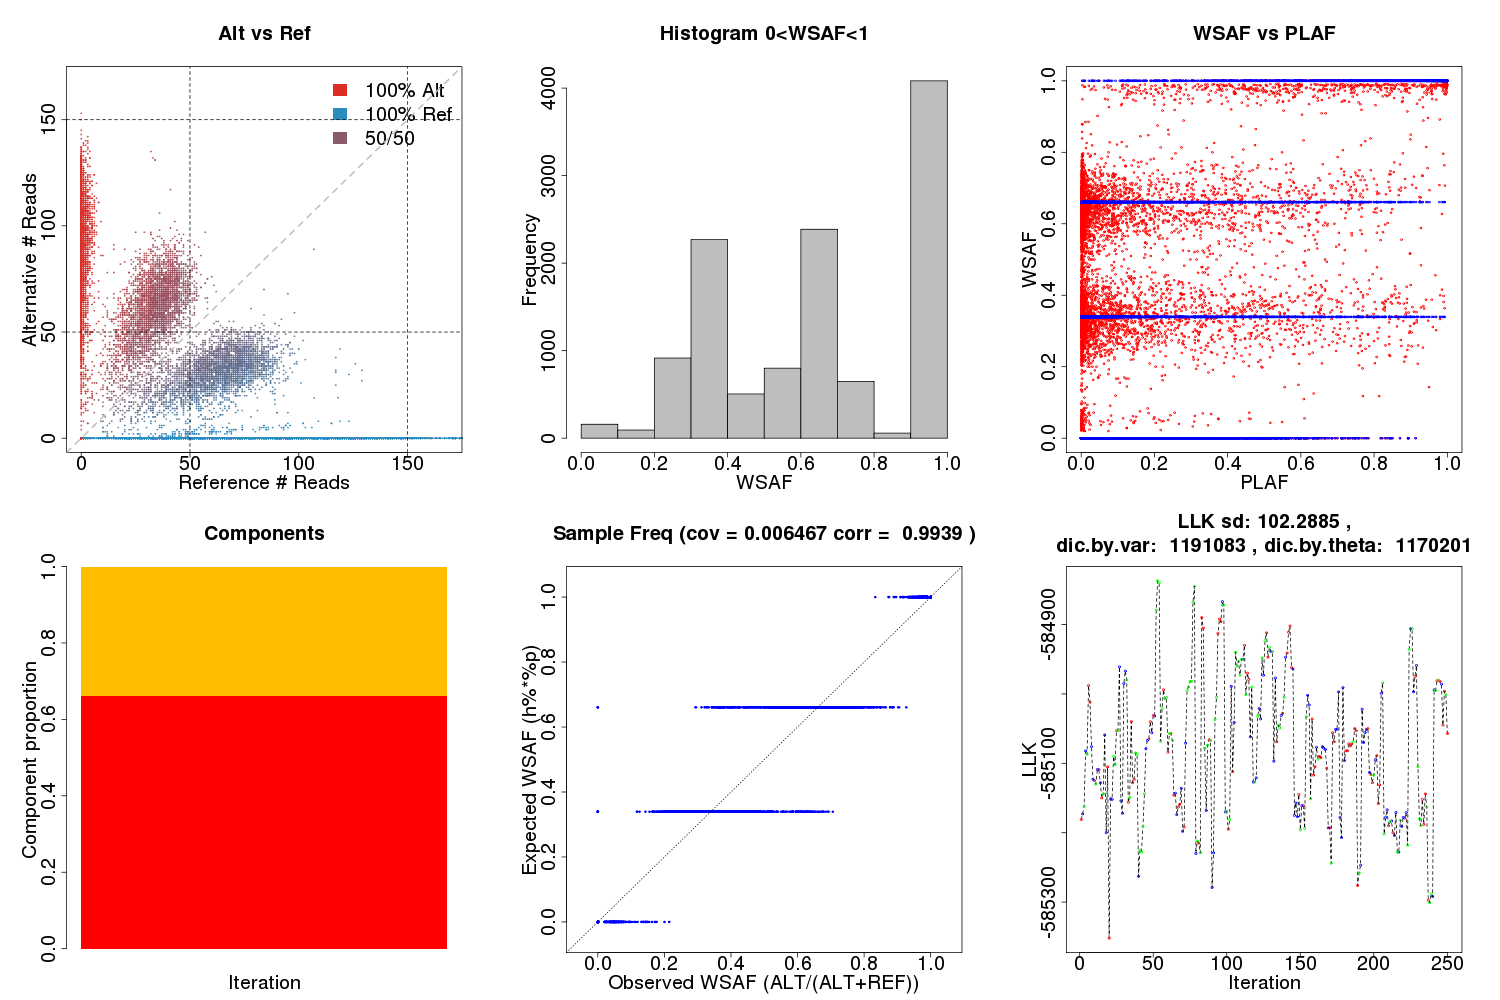 Alt vs Ref
100% Alt
100% Ref
50/50
Alternative # Reads
0 50 100 150
0 50 100 150
Reference # Reads
Histogram 0<WSAF<1
Frequency
0 1000 2000 3000 4000
0.0 0.2 0.4 0.6 0.8 1.0
WSAF
WSAF vs PLAF
WSAF
0.0 0.2 0.4 0.6 0.8 1.0
0.0 0.2 0.4 0.6 0.8 1.0
PLAF
Components
Component proportion
0.0 0.2 0.4 0.6 0.8 1.0
Iteration
Sample Freq (cov = 0.006467 corr = 0.9939 )
Expected WSAF (h%*%p)
0.0 0.2 0.4 0.6 0.8 1.0
0.0 0.2 0.4 0.6 0.8 1.0
Observed WSAF (ALT/(ALT+REF))
LLK sd: 102.2885 ,
dic.by.var: 1191083 , dic.by.theta: 1170201
LLK
-585300 -585100 -584900
0 50 100 150 200 250
Iteration